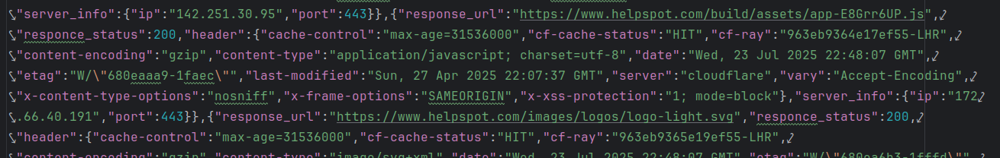 "server_info":{"ip":"142.251.30.95","port":443}},{"response_url":"https://www.helpspot.com/build/assets/app-E8Grr6UP.js",
"responce_status":200,"header":{"cache-control":"max-age=31536000","cf-cache-status":"HIT","cf-ray":"963eb9364e17ef55-LHR",
"content-encoding":"gzip","content-type":"application/javascript; charset=utf-8","date":"Wed, 23 Jul 2025 22:48:07 GMT",
"etag":"W/\"680eaaa9-1faec\"","last-modified":"Sun, 27 Apr 2025 22:07:37 GMT","server":"cloudflare","vary":"Accept-Encoding",
"x-content-type-options":"nosniff","x-frame-options":"SAMEORIGIN","x-xss-protection":"1; mode=block"},"server_info":{"ip":"172
.66.40.191","port":443}},{"response_url":"https://www.helpspot.com/images/logos/logo-light.svg","responce_status":200,
"header":{"cache-control":"max-age=31536000","cf-cache-status":"HIT","cf-ray":"963eb9365e19ef55-LHR",
"content-encoding":"gzip","content-type":"image/svg+xml","date":"Wed, 23 Jul 2025 22:48:07 GMT","etag":"W/\"680ea6b3-1fffd\"",